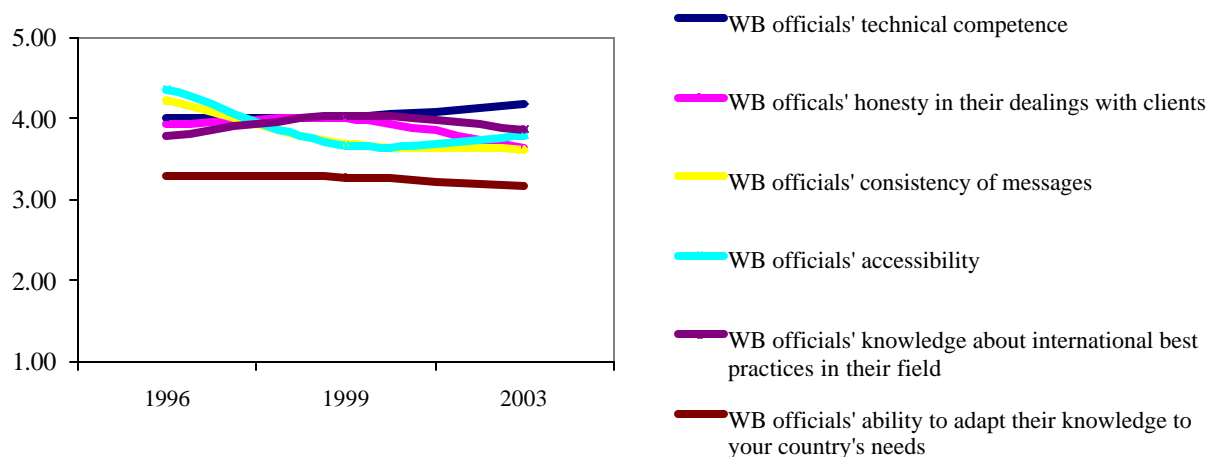 5.00
4.00
3.00
2.00
1.00
1996
1999
2003
WB officials' technical competence
WB officals' honesty in their dealings with clients
WB officials' consistency of messages
WB officials' accessibility
WB officials' knowledge about international best
practices in their field
WB officials' ability to adapt their knowledge to
your country's needs